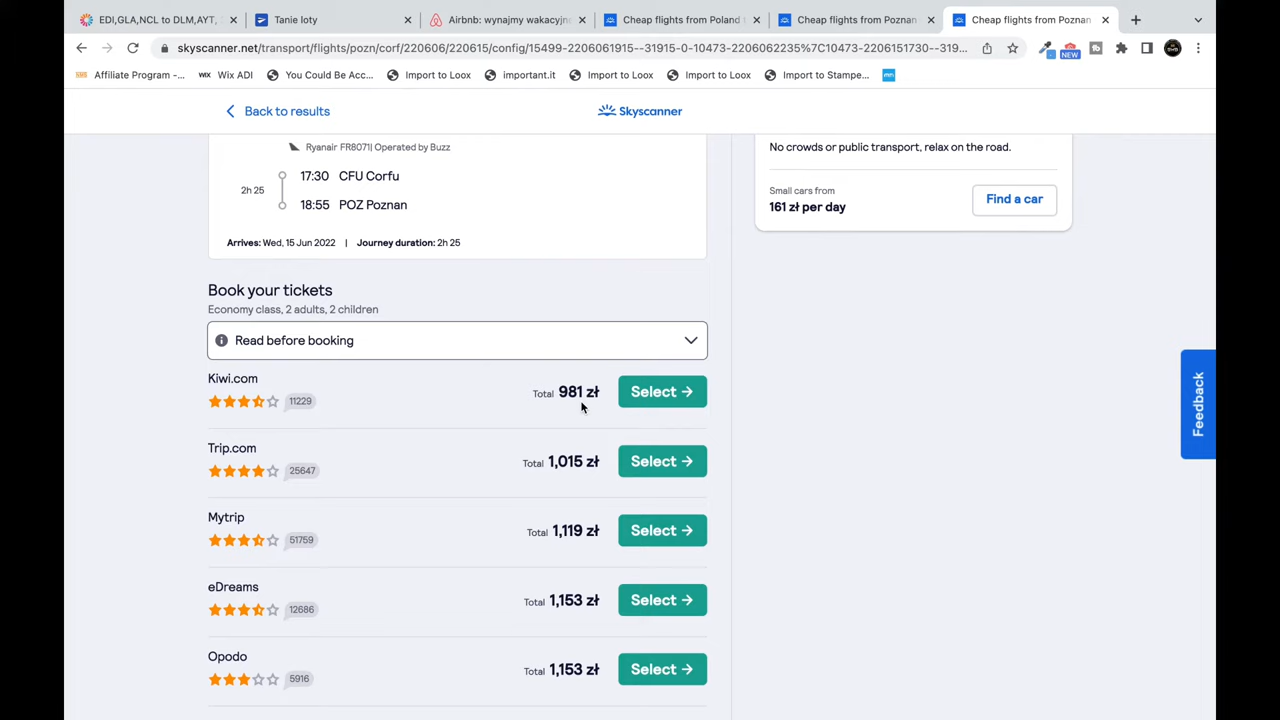 EDI,GLA,NCL to DLM,AYT,
Tanie loty
Airbnb: wynajmy wakacyjne
Cheap flights from Poland
Cheap flights from Poznan
Cheap flights from Poznan
skyscanner.net/transport/flights/pozn/corf/220606/220615/config/15499-2206061915--31915-0-10473-2206062235%7C10473-2206151730--319...
NEW
Affiliate Program -...
WiX
Wix ADI
You Could Be Acc...
Import to Loox
important.it
Import to Loox
Import to Loox
Import to Stampe...
Back to results
Skyscanner
Ryanair FR8071| Operated by Buzz
17:30 CFU Corfu
2h 25
18:55 POZ Poznan
Arrives: Wed, 15 Jun 2022 | Journey duration: 2h 25
No crowds or public transport, relax on the road.
Small cars from
161 zł per day
Find a car
Book your tickets
Economy class, 2 adults, 2 children
Read before booking
Kiwi.com
11229
Total 981 zł
Select →
Trip.com
25647
Total 1,015 zł
Select →
Mytrip
51759
Total 1,119 zł
Select →
eDreams
12686
Total 1,153 zł
Select →
Opodo
5916
Total 1,153 zł
Select →
Feedback